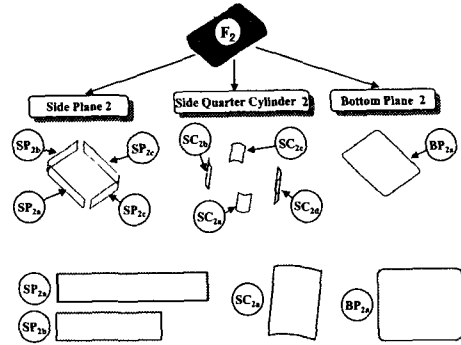 F2
Side Plane 2
Side Quarter Cylinder 2
Bottom Plane 2
SP2b
SP2c
SP2a
SP2c
SC2b
SC2c
SC2a
SC2d
BP2a
SP2a
SP2b
SC2a
BP2a